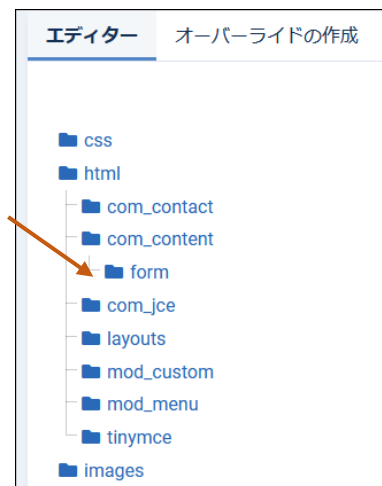 エディター オーバーライドの作成
css
html
com_contact
com_content
form
com_jce
layouts
mod_custom
mod_menu
tinymce
images